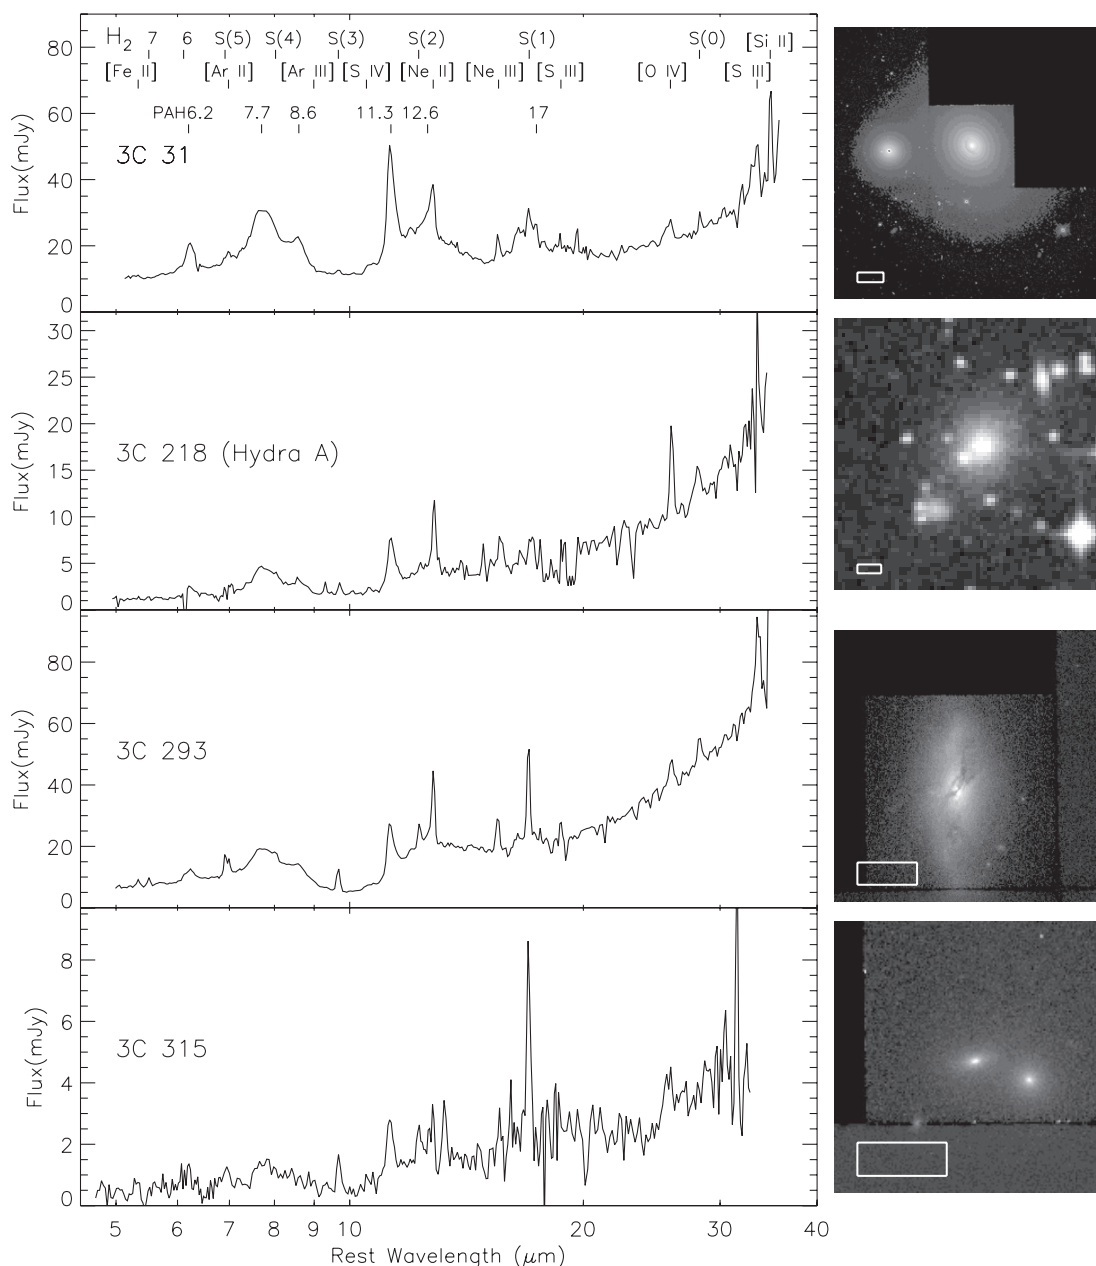 H2 7 6 S(5) S(4) S(3) S(2) S(1) S(0) [Si II]
[Fe II] [Ar II] [Ar III] [S IV] [Ne II] [Ne III] [S III] [O IV] [S III]
PAH6.2 7.7 8.6 11.3 12.6 17
3C 31
Flux(mJy)
80
60
40
20
0
3C 218 (Hydra A)
Flux(mJy)
30
25
20
15
10
5
0
3C 293
Flux(mJy)
80
60
40
20
0
3C 315
Flux(mJy)
8
6
4
2
0
5 6 7 8 9 10 20 30 40
Rest Wavelength (μm)